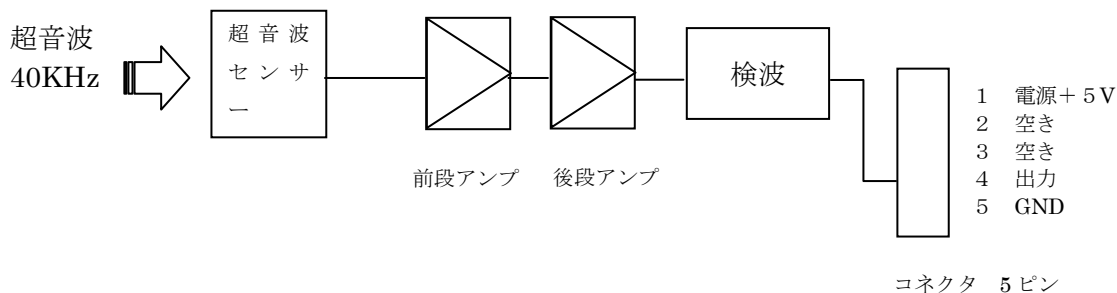 超音波
40KHz
超音波
センサ
ー
検波
前段アンプ
後段アンプ
1 電源＋5V
2 空き
3 空き
4 出力
5 GND
コネクタ 5ピン